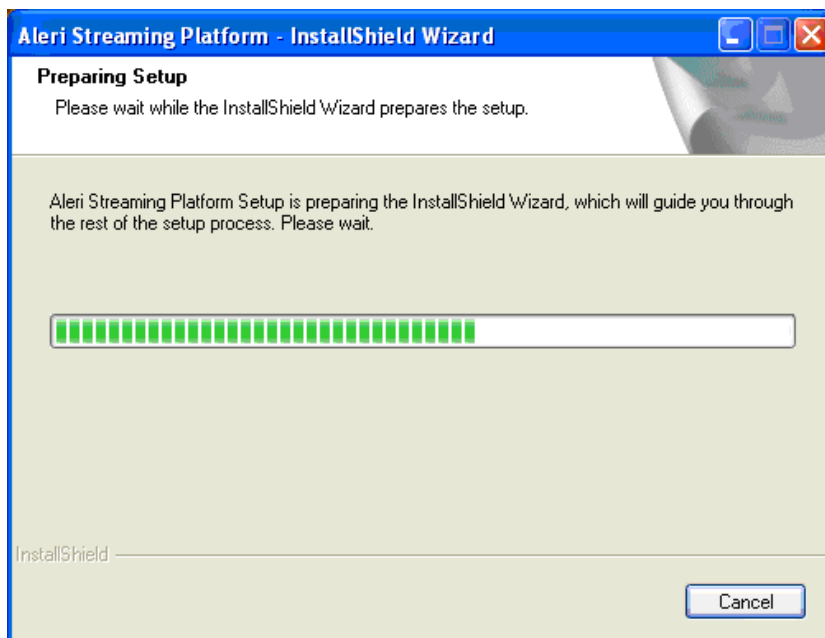 Aleri Streaming Platform - InstallShield Wizard
Preparing Setup
Please wait while the InstallShield Wizard prepares the setup.
Aleri Streaming Platform Setup is preparing the InstallShield Wizard, which will guide you through
the rest of the setup process. Please wait.
InstallShield
Cancel